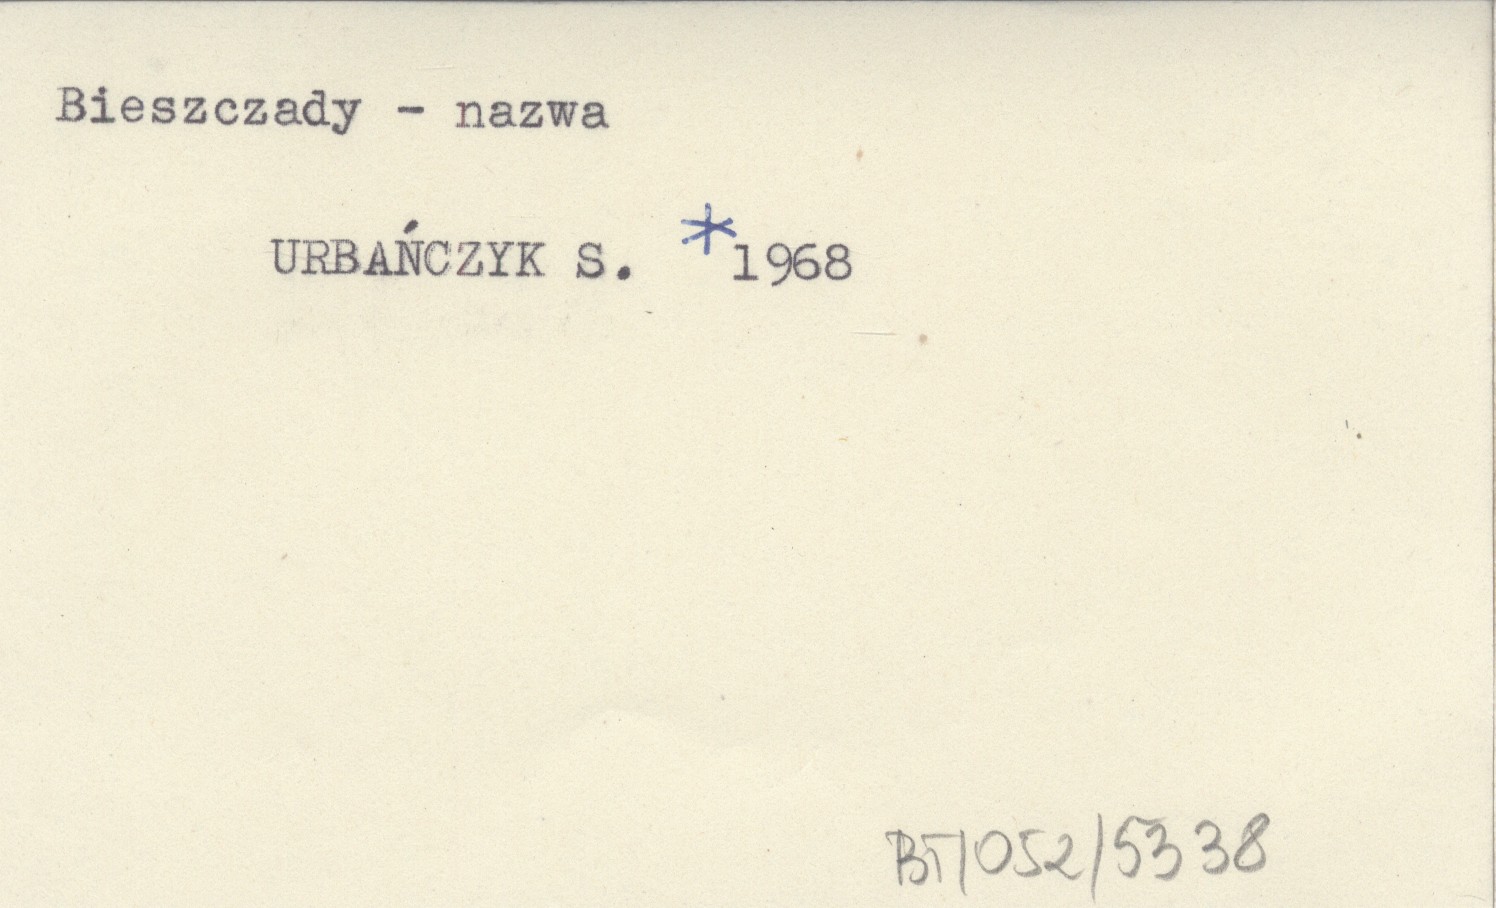 Bieszczady - nazwa
URBAŃCZYK S. *1968
BT/052/5338